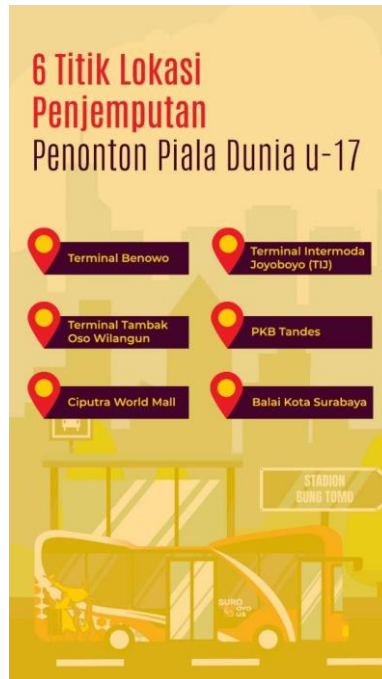 6 Titik Lokasi
Penjemputan
Penonton Piala Dunia u-17
Terminal Benowo
Terminal Intermoda
Joyoboyo (TIJ)
Terminal Tambak
Oso Wilangun
PKB Tandes
Ciputra World Mall
Balai Kota Surabaya
STADION
BUNG TOMO
SURO